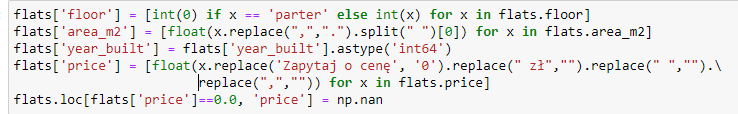 flats['floor'] = [int(0) if x == 'parter' else int(x) for x in flats.floor]
flats['area_m2'] = [float(x.replace(",",".").split(" ")[0]) for x in flats.area_m2]
flats['year_built'] = flats['year_built'].astype('int64')
flats['price'] = [float(x.replace('Zapytaj o cenę', '0').replace(" zł","").replace(" ","").\
replace(",","")) for x in flats.price]
flats.loc[flats['price']==0.0, 'price'] = np.nan